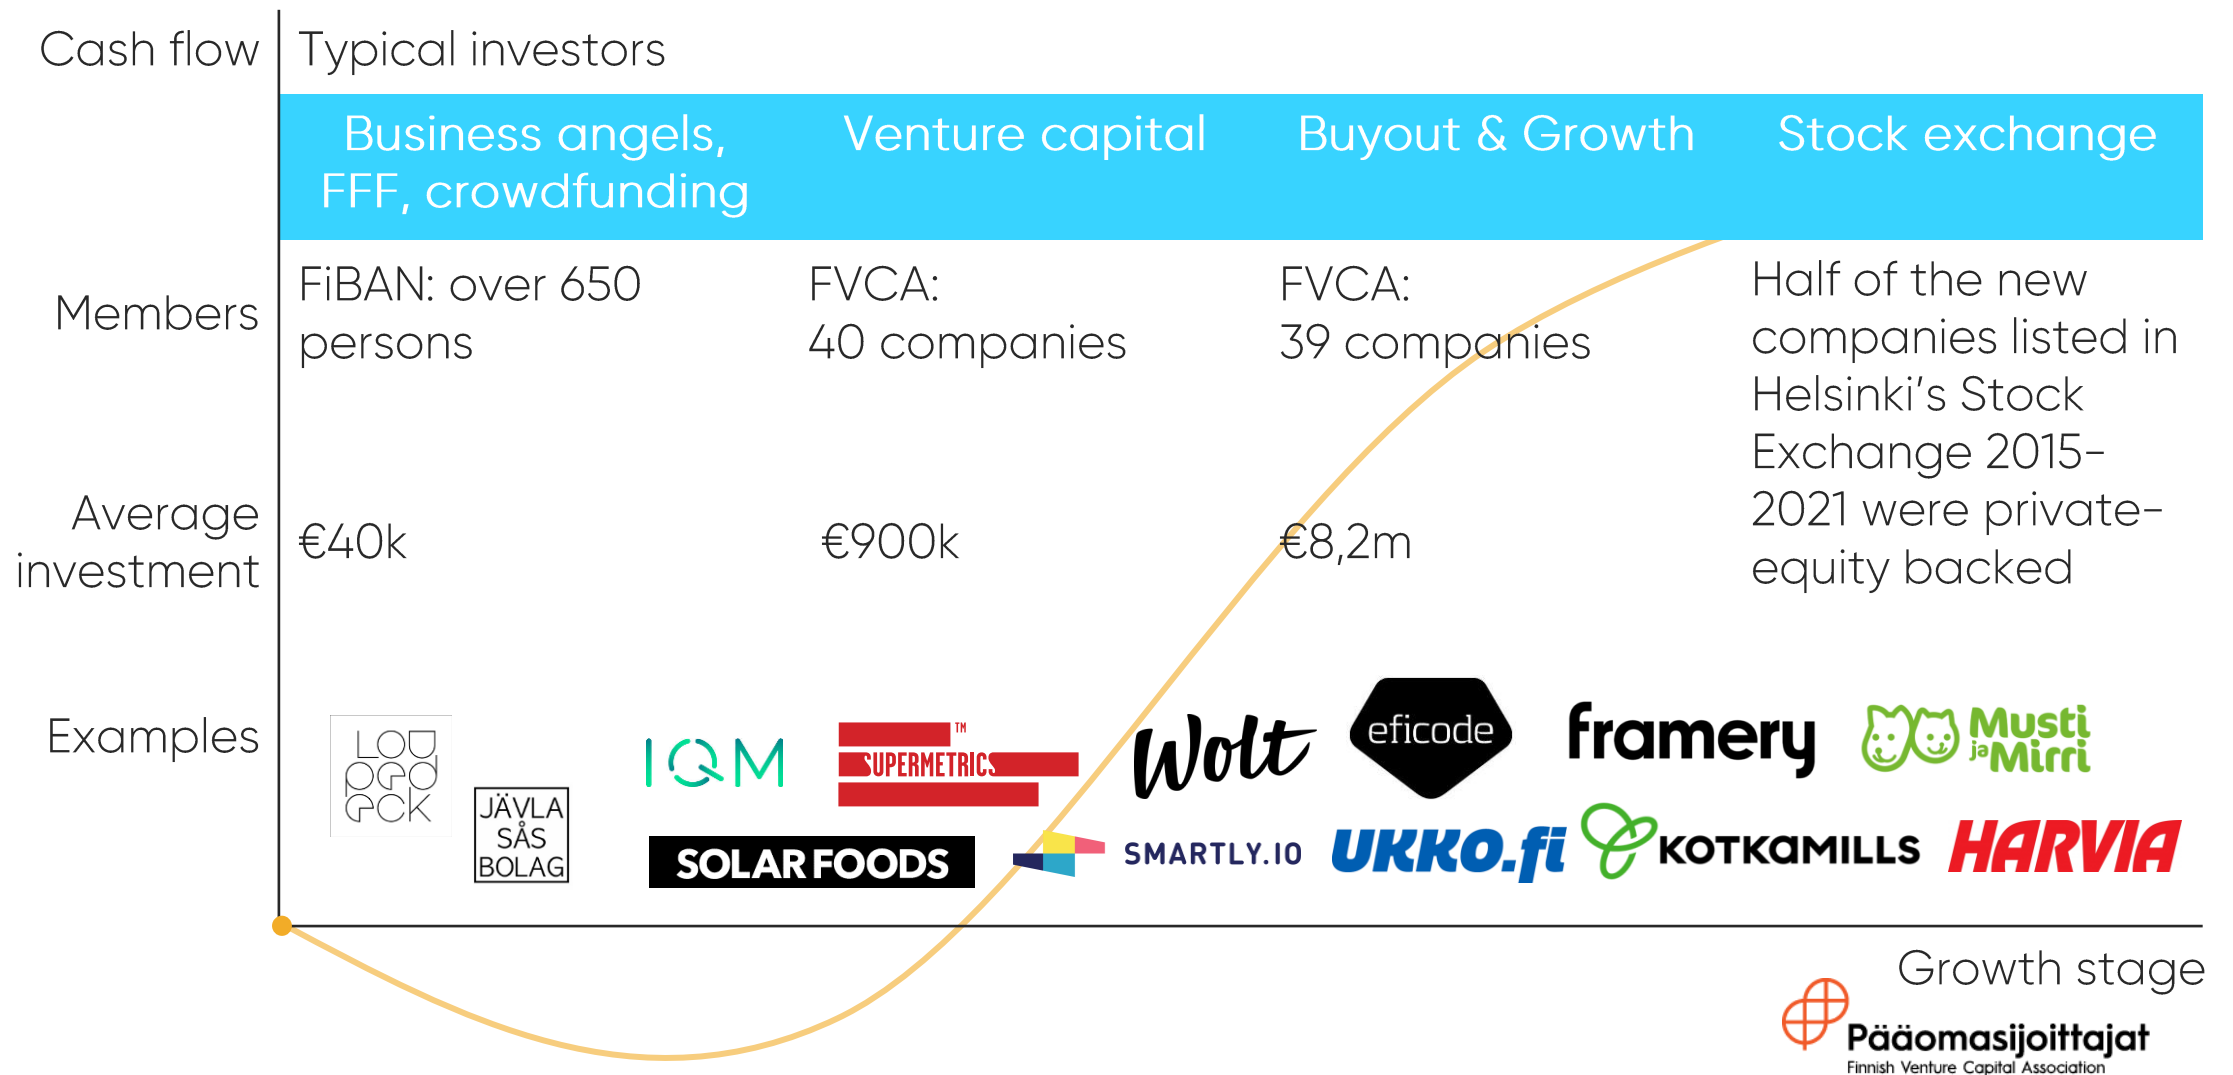 Cash flow
Typical investors
Business angels,
FFF, crowdfunding
Venture capital
Buyout & Growth
Stock exchange
Members
FiBAN: over 650
persons
FVCA:
40 companies
FVCA:
39 companies
Half of the new
companies listed in
Helsinki's Stock
Exchange 2015-
2021 were private-
equity backed
Average
investment
€40k
€900k
€8,2m
Examples
LOU
PED
ECK
JÄVLA
SÅS
BOLAG
IQM
SOLAR FOODS
SUPERMETRICS
TM
Wolt
SMARTLY.IO
eficode
UKKO.fi
framery
KOTKAMILLS
Musti
ja Mirri
HARVIA
Growth stage
Pääomasijoittajat
Finnish Venture Capital Association